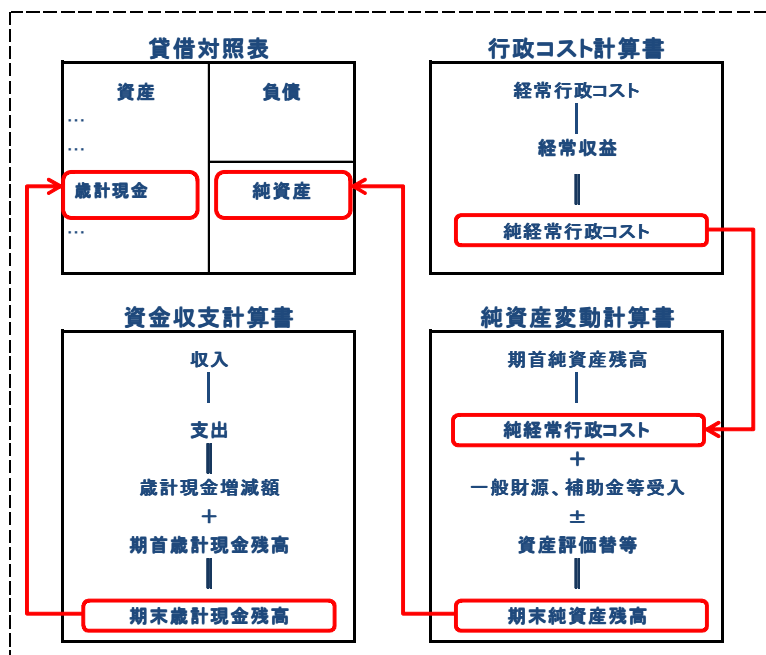 貸借対照表
資産
負債
…
…
歳計現金
純資産
…
行政コスト計算書
経常行政コスト
|
経常収益
||
純経常行政コスト
資金収支計算書
収入
|
支出
||
歳計現金増減額
+
期首歳計現金残高
||
期末歳計現金残高
純資産変動計算書
期首純資産残高
|
純経常行政コスト
+
一般財源、補助金等受入
±
資産評価替等
||
期末純資産残高